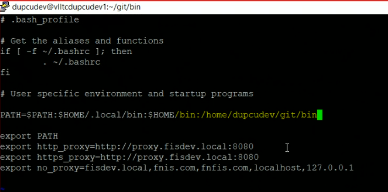 dupcudev@vlltcdupcudev1:~/git/bin
# .bash_profile
# Get the aliases and functions
if [ -f ~/.bashrc ]; then
. ~/.bashrc
fi
# User specific environment and startup programs
PATH=$PATH:$HOME/.local/bin:$HOME/bin:/home/dupcudev/git/bin
export PATH
export http_proxy=http://proxy.fisdev.local:8080
export https_proxy=http://proxy.fisdev.local:8080
export no_proxy=fisdev.local,fnis.com,fnfis.com,localhost,127.0.0.1